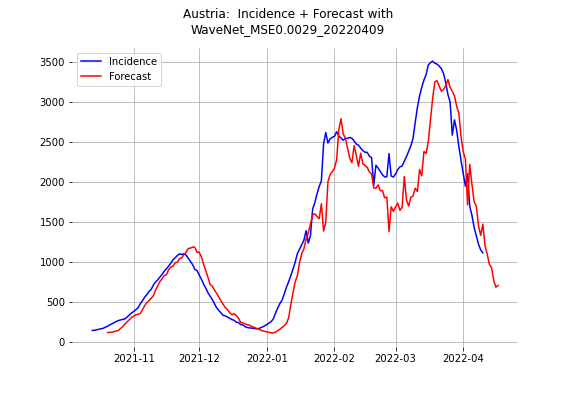 Austria:  Incidence + Forecast with
WaveNet_MSE0.0029_20220409
Incidence
Forecast
3500
3000
2500
2000
1500
1000
500
0
2021-11 2021-12 2022-01 2022-02 2022-03 2022-04